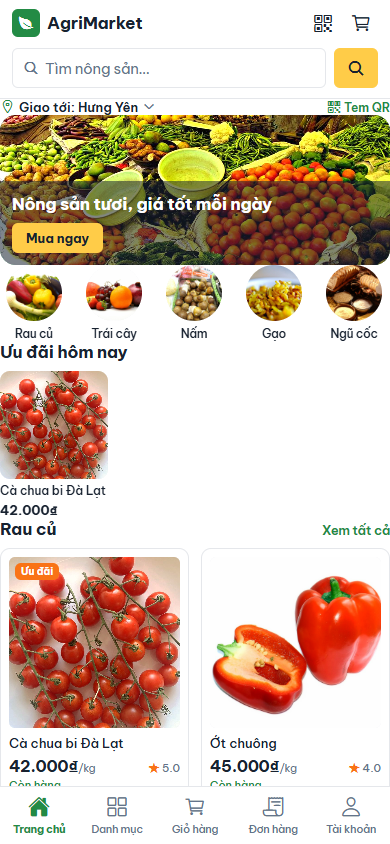 AgriMarket
Tìm nông sản...
Giao tới: Hưng Yên
Tem QR
Nông sản tươi, giá tốt mỗi ngày
Mua ngay
Rau củ
Trái cây
Nấm
Gạo
Ngũ cốc
Ưu đãi hôm nay
Cà chua bi Đà Lạt
42.000₫
Rau củ
Xem tất cả
Ưu đãi
Cà chua bi Đà Lạt
42.000₫/kg
5.0
Còn hàng
Ớt chuông
45.000₫/kg
4.0
Còn hàng
Trang chủ
Danh mục
Giỏ hàng
Đơn hàng
Tài khoản